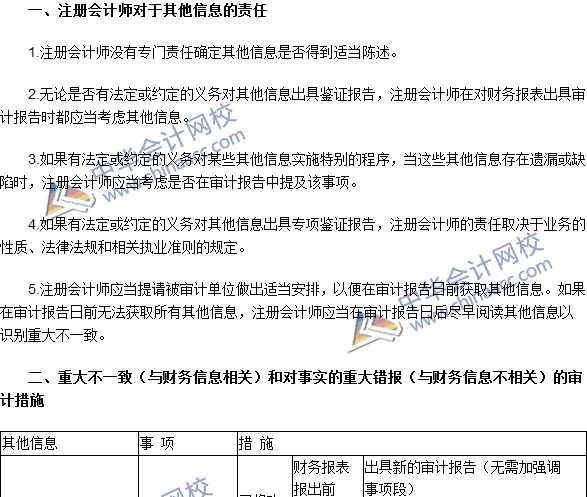 一、注册会计师对于其他信息的责任
1.注册会计师没有专门责任确定其他信息是否得到适当陈述。
2.无论是否有法定或约定的义务对其他信息出具鉴证报告，注册会计师在对财务报表出具审
计报告时都应当考虑其他信息。
3.如果有法定或约定的义务对某些其他信息实施特别的程序，当这些其他信息存在遗漏或缺
陷时，注册会计师应当考虑是否在审计报告中提及该事项。
4.如果有法定或约定的义务对其他信息出具专项鉴证报告，注册会计师的责任取决于业务的
性质、法律法规和相关执业准则的规定。
5.注册会计师应当提请被审计单位做出适当安排，以便在审计报告日前获取其他信息。如果
在审计报告日前无法获取所有其他信息，注册会计师应当在审计报告日后尽早阅读其他信息以
识别重大不一致。
二、重大不一致（与财务信息相关）和对事实的重大错报（与财务信息不相关）的审
计措施
其他信息 事 项 措 施
财务报表 出具新的审计报告（无需加强调
报出前 事项段）
中华会计网校
www.chinaacc.com
中华会计网校
www.chinaacc.com